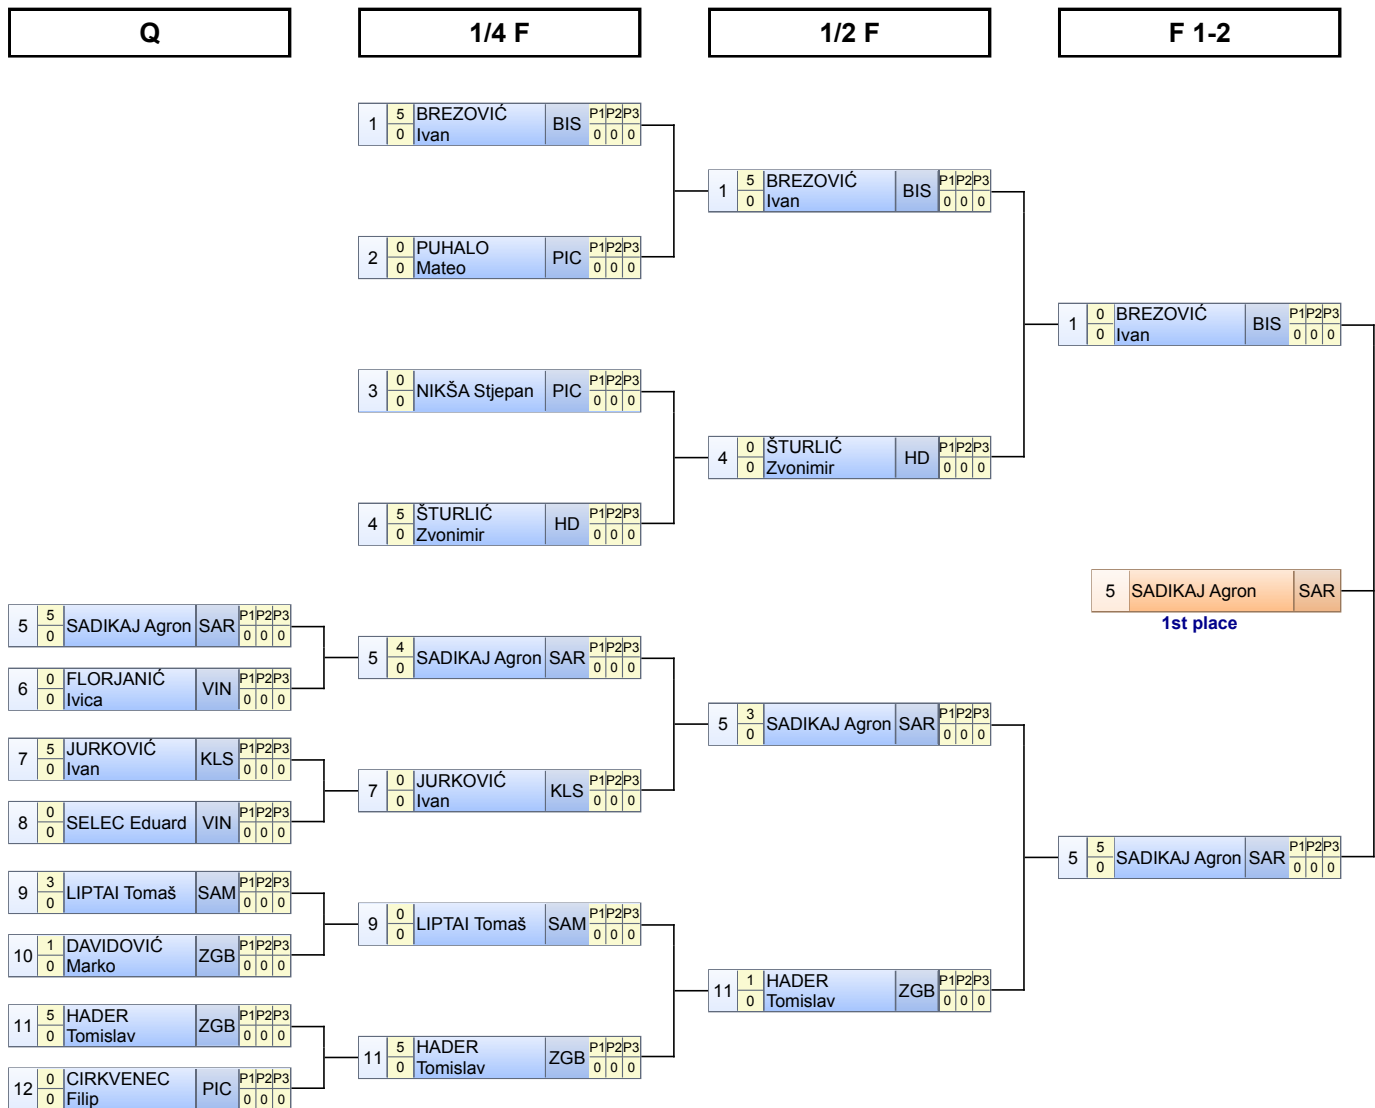 Q
1/4 F
1/2 F
F 1-2
1 5 BREZOVIĆ BIS P1 P2 P3
0 Ivan 0 0 0
2 0 PUHALO PIC P1 P2 P3
0 Mateo 0 0 0
3 0 NIKŠA Stjepan PIC P1 P2 P3
0 0 0 0
4 5 ŠTURLIĆ HD P1 P2 P3
0 Zvonimir 0 0 0
1 5 BREZOVIĆ BIS P1 P2 P3
0 Ivan 0 0 0
4 0 ŠTURLIĆ HD P1 P2 P3
0 Zvonimir 0 0 0
1 0 BREZOVIĆ BIS P1 P2 P3
0 Ivan 0 0 0
5 SADIKAJ Agron SAR
1st place
5 5 SADIKAJ Agron SAR P1 P2 P3
0 0 0 0
6 0 FLORJANIĆ VIN P1 P2 P3
0 Ivica 0 0 0
7 5 JURKOVIĆ KLS P1 P2 P3
0 Ivan 0 0 0
8 0 SELEC Eduard VIN P1 P2 P3
0 0 0 0
9 3 LIPTAI Tomaš SAM P1 P2 P3
0 0 0 0
10 1 DAVIDOVIĆ ZGB P1 P2 P3
0 Marko 0 0 0
11 5 HADER ZGB P1 P2 P3
0 Tomislav 0 0 0
12 0 CIRKVENEC PIC P1 P2 P3
0 Filip 0 0 0
5 4 SADIKAJ Agron SAR P1 P2 P3
0 0 0 0
7 0 JURKOVIĆ KLS P1 P2 P3
0 Ivan 0 0 0
9 0 LIPTAI Tomaš SAM P1 P2 P3
0 0 0 0
11 5 HADER ZGB P1 P2 P3
0 Tomislav 0 0 0
5 3 SADIKAJ Agron SAR P1 P2 P3
0 0 0 0
11 1 HADER ZGB P1 P2 P3
0 Tomislav 0 0 0
5 5 SADIKAJ Agron SAR P1 P2 P3
0 0 0 0